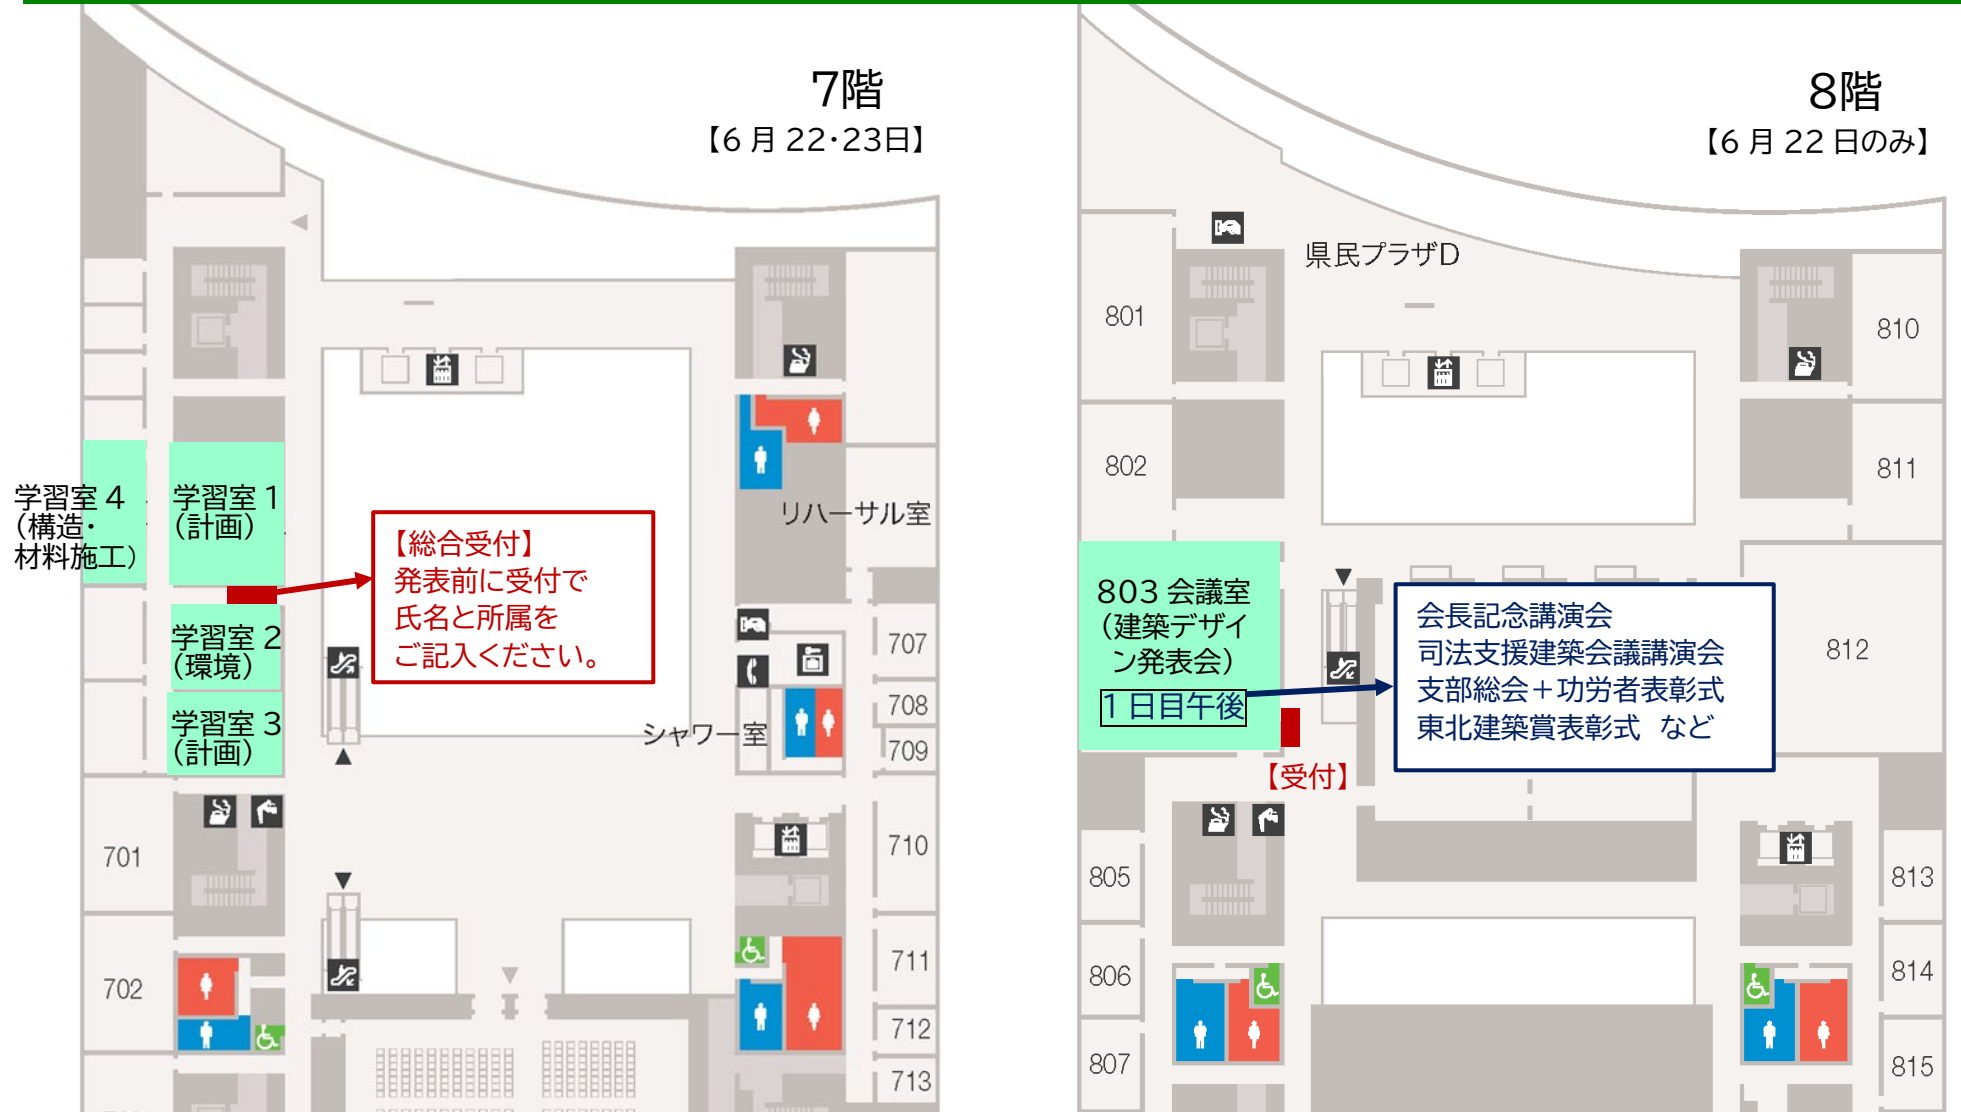 7階
【6月22・23日】
学習室4
（構造・
材料施工）
学習室1
（計画）
【総合受付】
発表前に受付で
氏名と所属を
ご記入ください。
学習室2
（環境）
学習室3
（計画）
リハーサル室
シャワー室
701
702
707
708
709
710
711
712
713
8階
【6月22日のみ】
県民プラザD
801
802
803会議室
（建築デザイ
ン発表会）
1日目午後
【受付】
会長記念講演会
司法支援建築会議講演会
支部総会＋功労者表彰式
東北建築賞表彰式 など
805
806
807
810
811
812
813
814
815